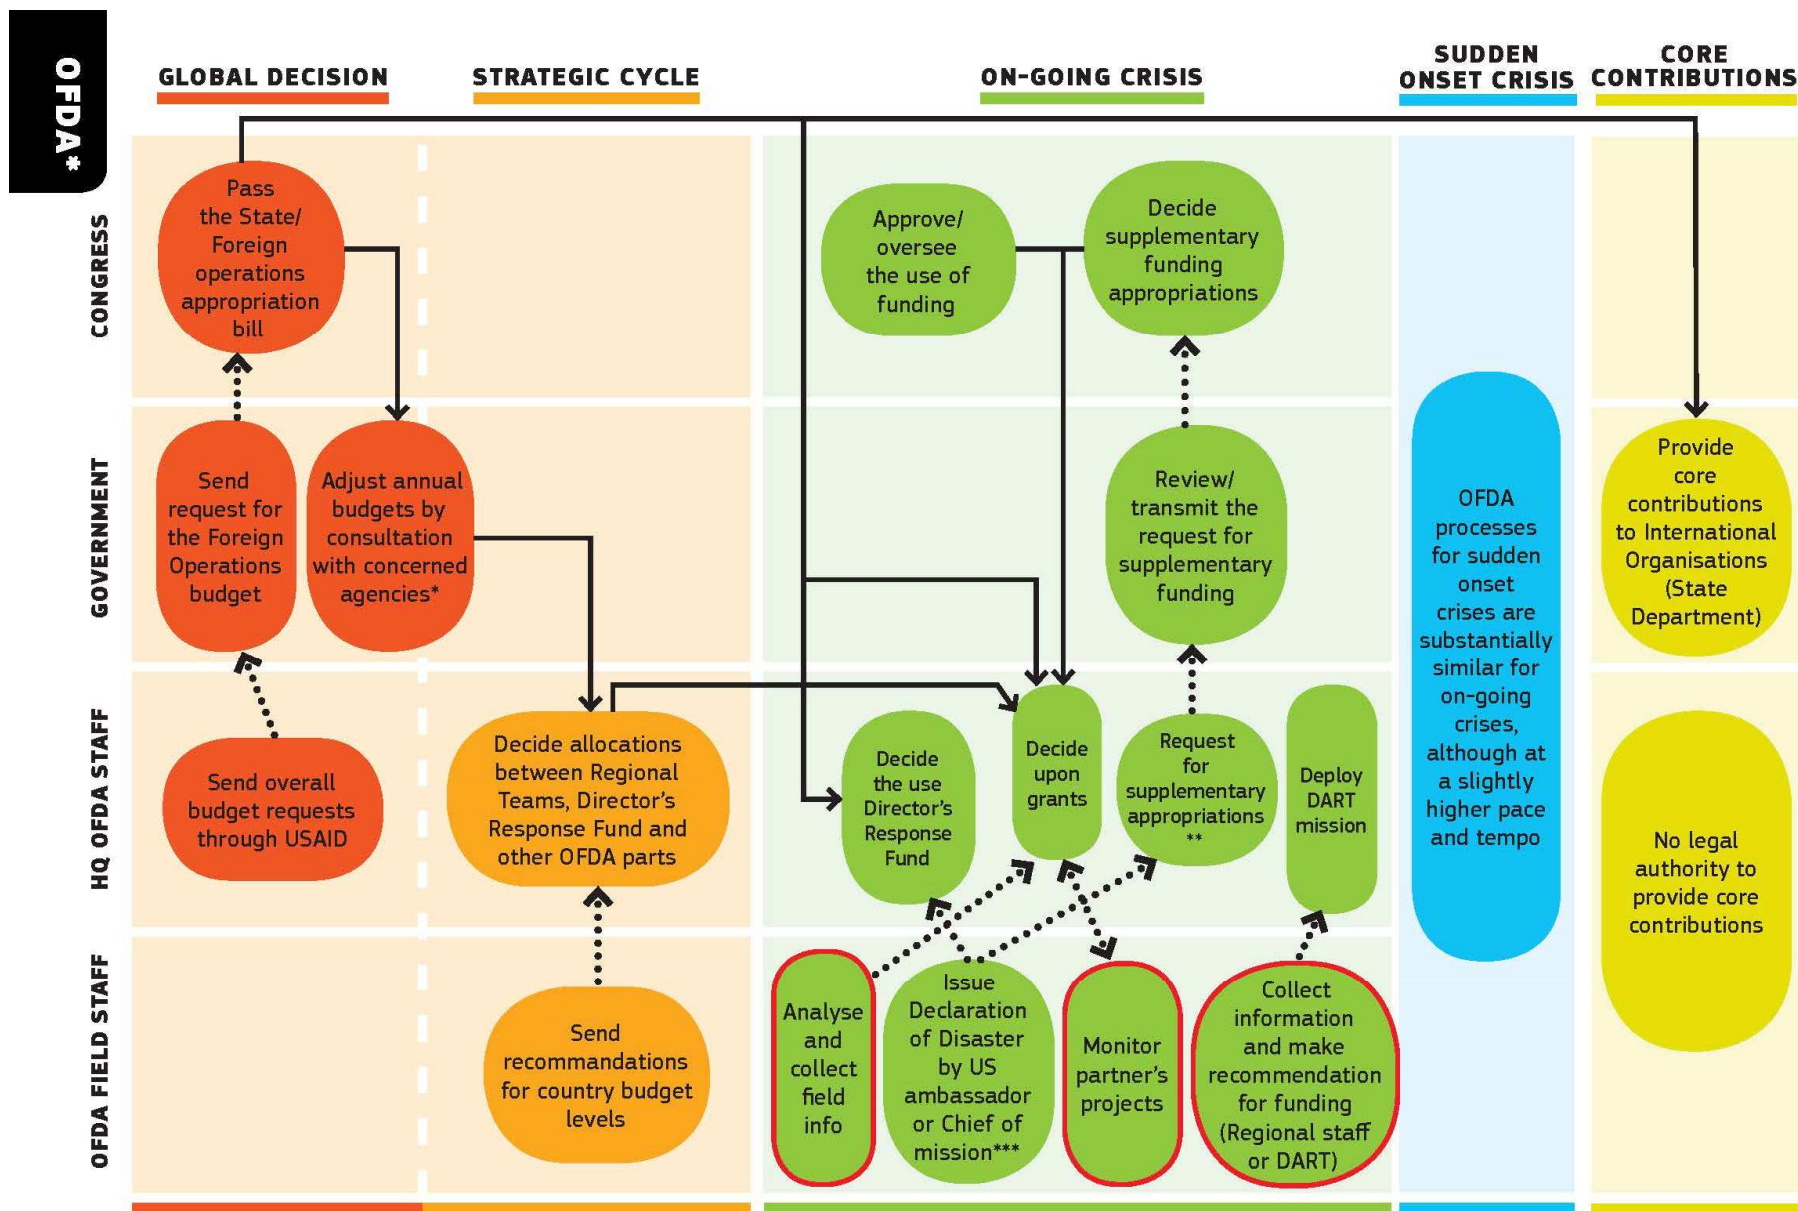 OFDA*
GLOBAL DECISION
STRATEGIC CYCLE
ON-GOING CRISIS
SUDDEN
ONSET CRISIS
CORE
CONTRIBUTIONS
CONGRESS
Pass
the State/
Foreign
operations
appropriation
bill
Approve/
oversee
the use of
funding
Decide
supplementary
funding
appropriations
GOVERNMENT
Send
request for
the Foreign
Operations
budget
Adjust annual
budgets by
consultation
with concerned
agencies*
Review/
transmit the
request for
supplementary
funding
OFDA
processes
for sudden
onset
crises are
substantially
similar for
on-going
crises,
although at
a slightly
higher pace
and tempo
Provide
core
contributions
to International
Organisations
(State
Department)
HQ OFDA STAFF
Send overall
budget requests
through USAID
Decide allocations
between Regional
Teams, Director's
Response Fund and
other OFDA parts
Decide
the use
Director's
Response
Fund
Decide
upon
grants
Request
for
supplementary
appropriations
**
Deploy
DART
mission
No legal
authority to
provide core
contributions
OFDA FIELD STAFF
Send
recommandations
for country budget
levels
Analyse
and
collect
field
info
Issue
Declaration
of Disaster
by US
ambassador
or Chief of
mission***
Monitor
partner's
projects
Collect
information
and make
recommendation
for funding
(Regional staff
or DART)